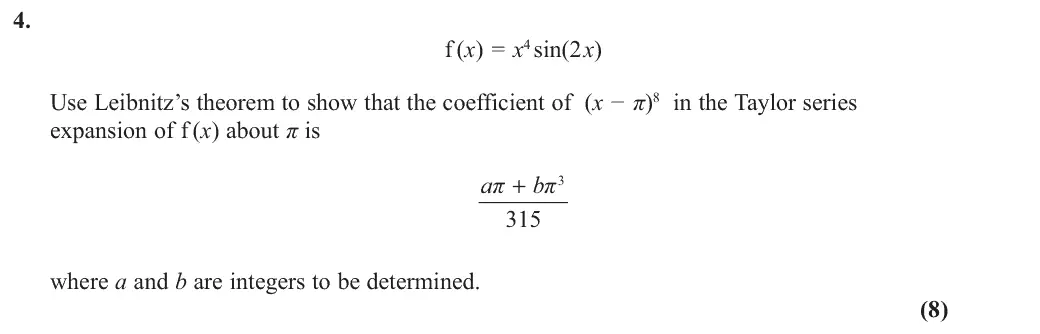 4.
f(x) = x⁴ sin(2x)
Use Leibnitz’s theorem to show that the coefficient of (x − π)⁸ in the Taylor series
expansion of f(x) about π is
aπ + bπ³
315
where a and b are integers to be determined.
(8)